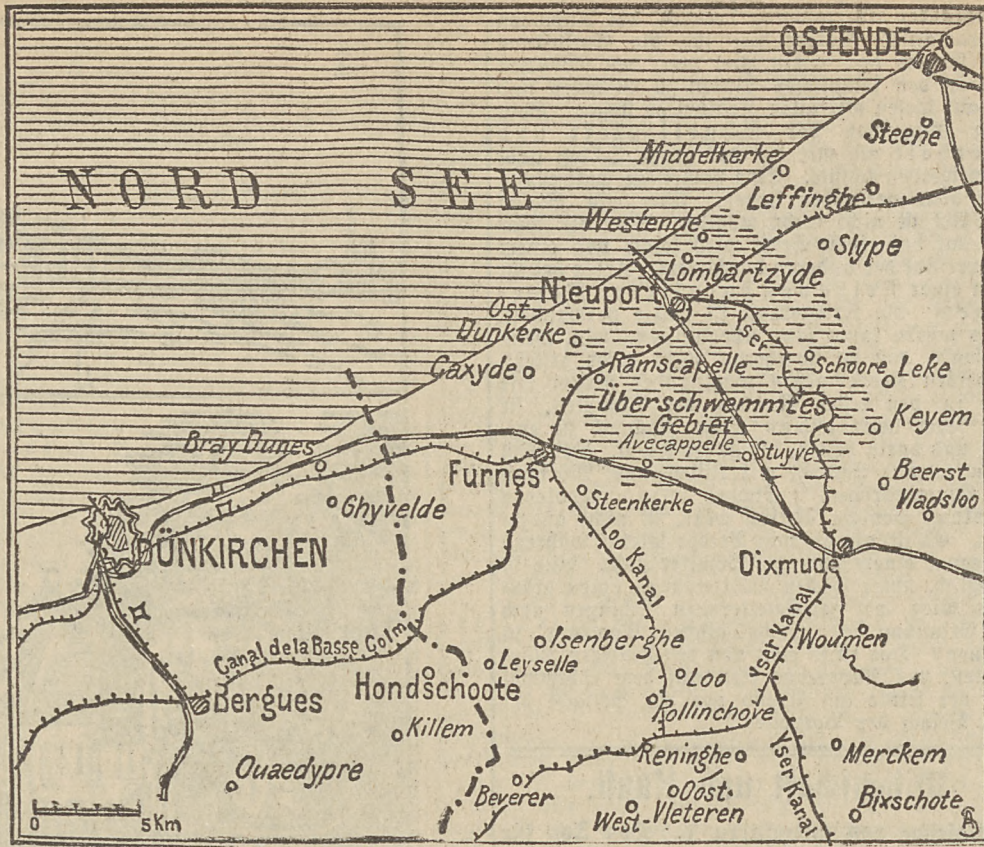 OSTENDE
Steene
Middelkerke
NORD SEE
Leffinghe
Westende
Slype
Lombartzyde
Nieuport
Ost
Dunkerke
Yser
Schoore
Leke
Coxyde
Ramscapelle
Überschwemmtes
Gebiet
Keyem
Avecappelle
Stuyve
Bray Dunes
Furnes
Beerst
Vladsloo
Steenkerke
Ghyvelde
DÜNKIRCHEN
Loo Kanal
Dixmude
Yser Kanal
Woumen
Isenberghe
Canal de la Basse Colme
Leyselle
Hondschoote
Loo
Bergues
Pollinchove
Killem
Reninghe
Yser Kanal
Merckem
Ouaedypre
Beverer
Oost-
West-Vleteren
Bixschote
0 5 Km